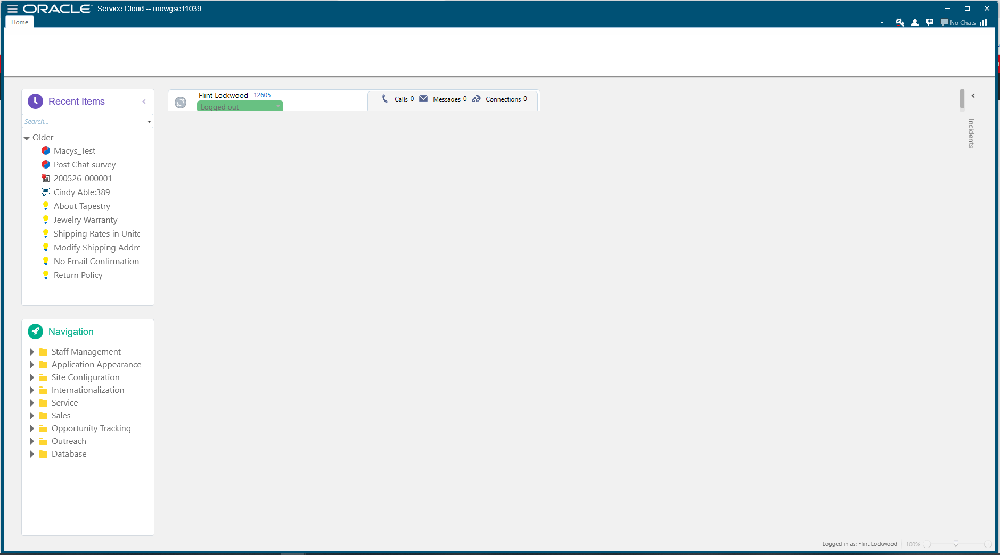 ORACLE Service Cloud -- rnowgse11039
Home
No Chats
Recent Items
Search...
Older
Macys_Test
Post Chat survey
200526-000001
Cindy Able:389
About Tapestry
Jewelry Warranty
Shipping Rates in Unite
Modify Shipping Addre
No Email Confirmation
Return Policy
Flint Lockwood 12605
Logged out
Calls 0 Messages 0 Connections 0
Incidents
Navigation
Staff Management
Application Appearance
Site Configuration
Internationalization
Service
Sales
Opportunity Tracking
Outreach
Database
Logged in as: Flint Lockwood 100%